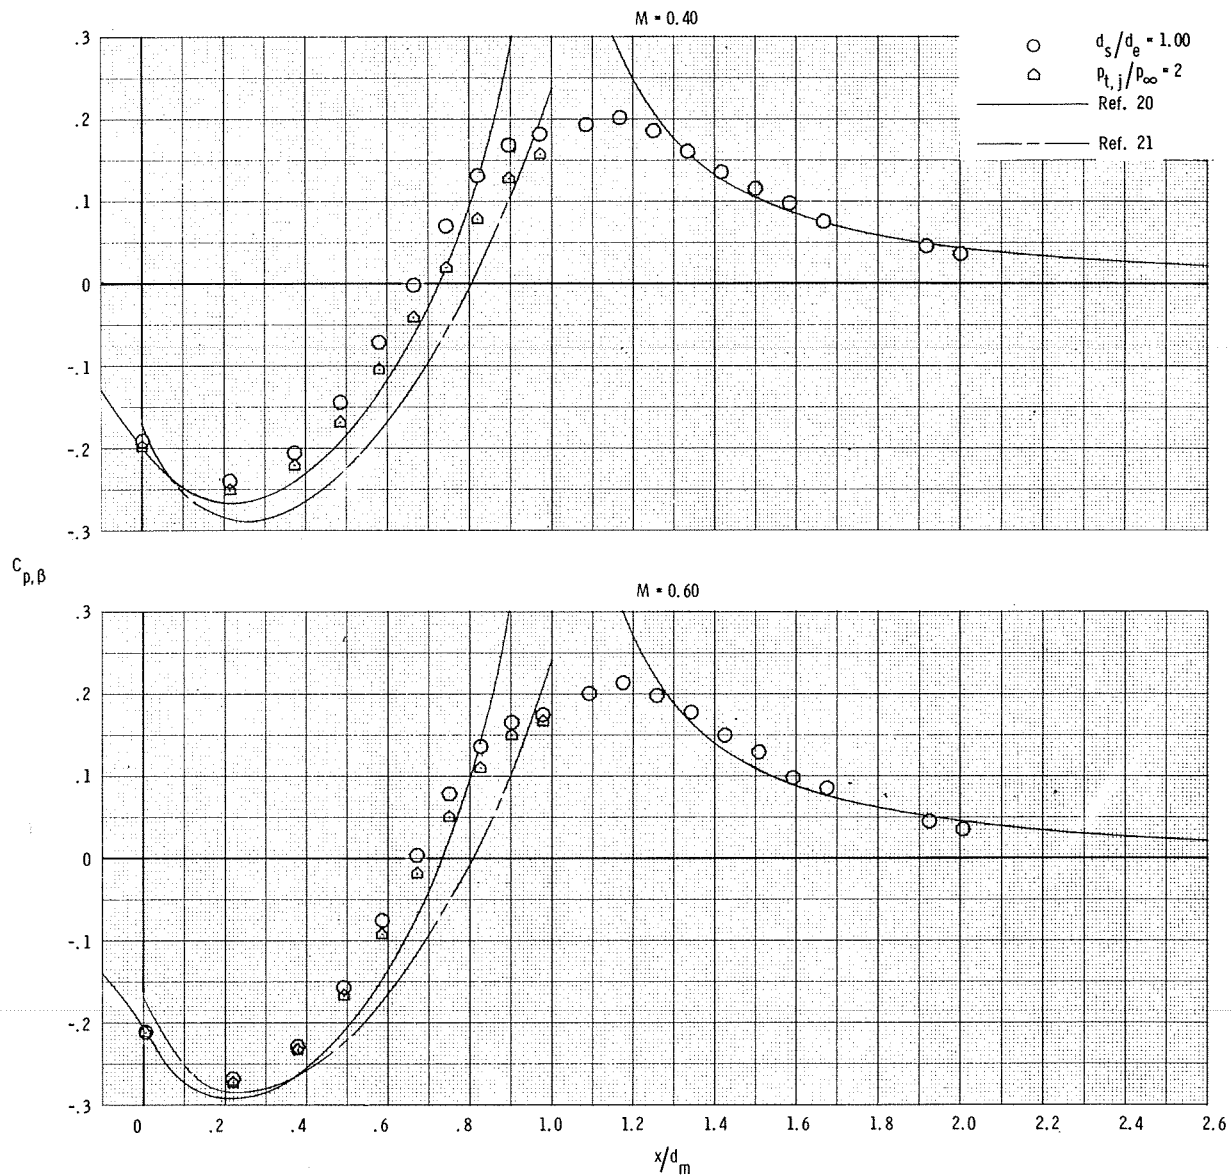 M = 0.40
d_s/d_e = 1.00
p_t,j/p_∞ = 2
Ref. 20
Ref. 21
.3
.2
.1
0
-.1
-.2
-.3
C_p,β
M = 0.60
.3
.2
.1
0
-.1
-.2
-.3
0 .2 .4 .6 .8 1.0 1.2 1.4 1.6 1.8 2.0 2.2 2.4 2.6
x/d_m